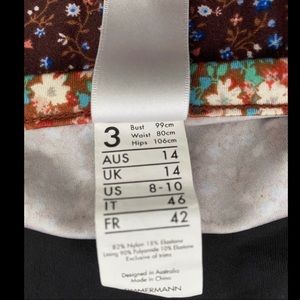 3 Bust 99cm
Waist 80cm
Hips 106cm
AUS 14
UK 14
US 8-10
IT 46
FR 42
82% Nylon 18% Elastane
Lining 90% Polyamide 10% Elastane
Exclusive of trims
Designed in Australia
Made in China
ZIMMERMANN